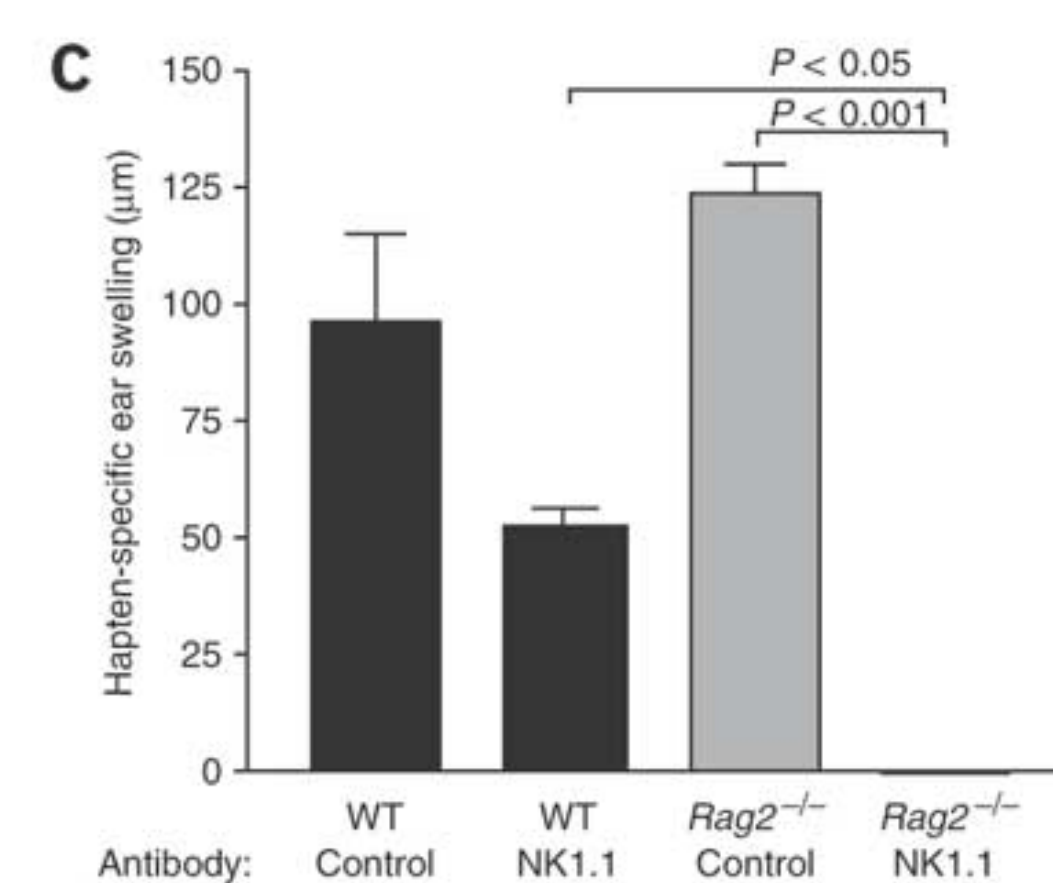 C
Hapten-specific ear swelling (μm)
150
125
100
75
50
25
0
P < 0.05
P < 0.001
WT WT Rag2⁻/⁻ Rag2⁻/⁻
Antibody: Control NK1.1 Control NK1.1